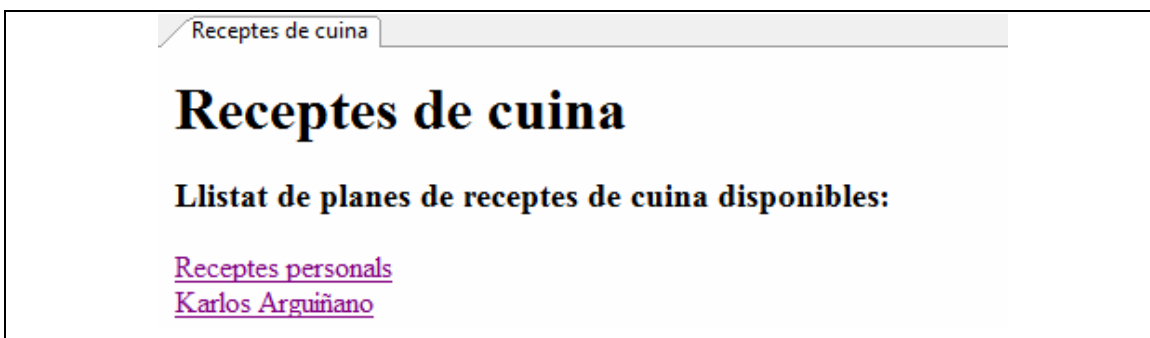 Receptes de cuina
Receptes de cuina
Llistat de planes de receptes de cuina disponibles:
Receptes personals
Karlos Arguiñano